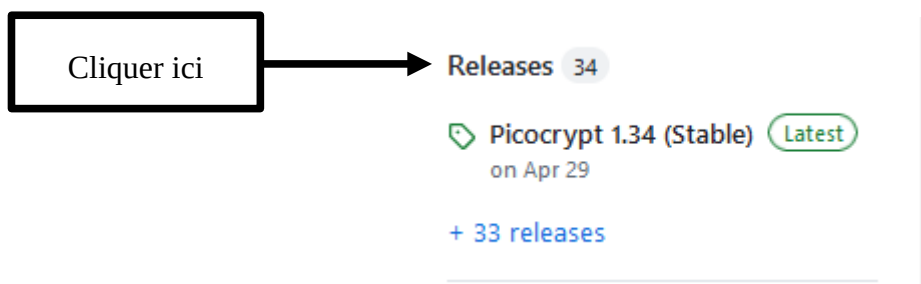 Cliquer ici
Releases 34
Picocrypt 1.34 (Stable) Latest
on Apr 29
+ 33 releases